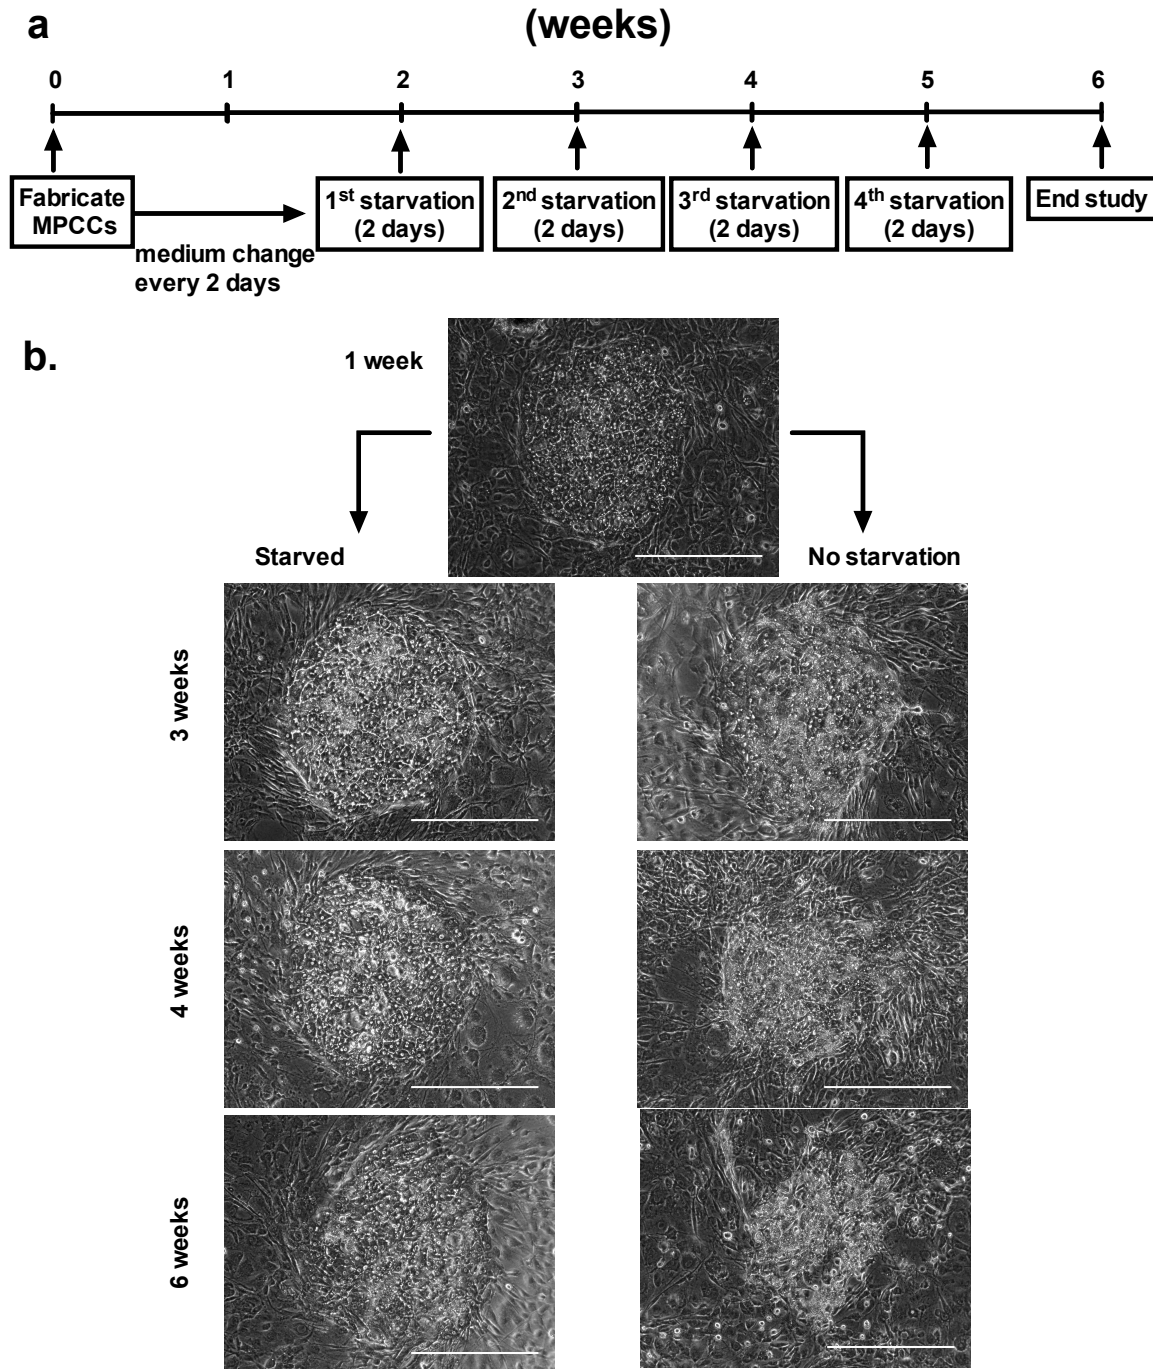 a
(weeks)
0 1 2 3 4 5 6
Fabricate
MPCCs
medium change
every 2 days
1st starvation
(2 days)
2nd starvation
(2 days)
3rd starvation
(2 days)
4th starvation
(2 days)
End study
b.
1 week
Starved
No starvation
3 weeks
4 weeks
6 weeks